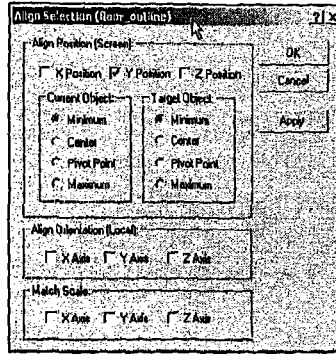 Align Selection (floor_outline)
Align Position (Screen):
X Position Y Position Z Position
Current Object: Target Object:
Minimum Minimum
Center Center
Pivot Point Pivot Point
Maximum Maximum
OK
Cancel
Apply
Align Orientation (Local):
X Axis Y Axis Z Axis
Match Scale:
X Axis Y Axis Z Axis